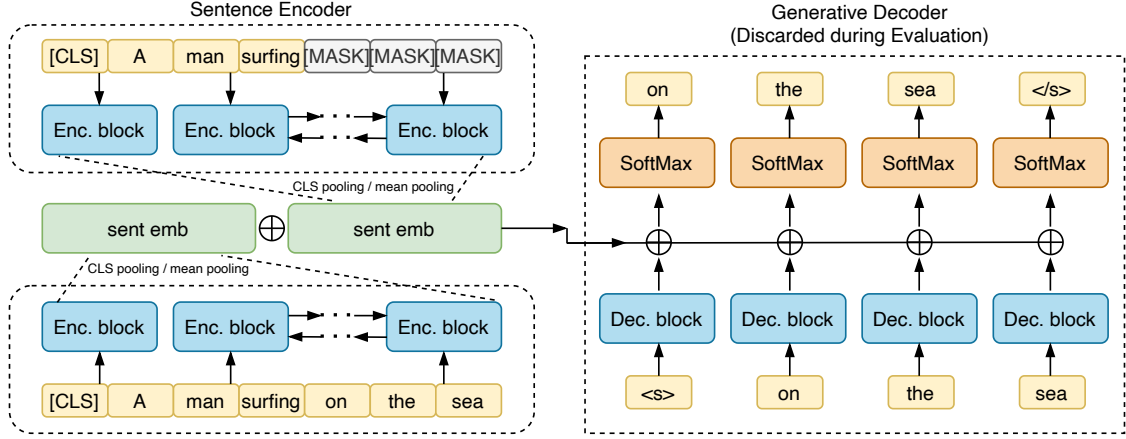 Sentence Encoder
[CLS] A man surfing [MASK] [MASK] [MASK]
Enc. block Enc. block Enc. block
CLS pooling / mean pooling
sent emb sent emb
CLS pooling / mean pooling
Enc. block Enc. block Enc. block
[CLS] A man surfing on the sea
Generative Decoder
(Discarded during Evaluation)
on the sea </s>
SoftMax SoftMax SoftMax SoftMax
Dec. block Dec. block Dec. block Dec. block
<s> on the sea